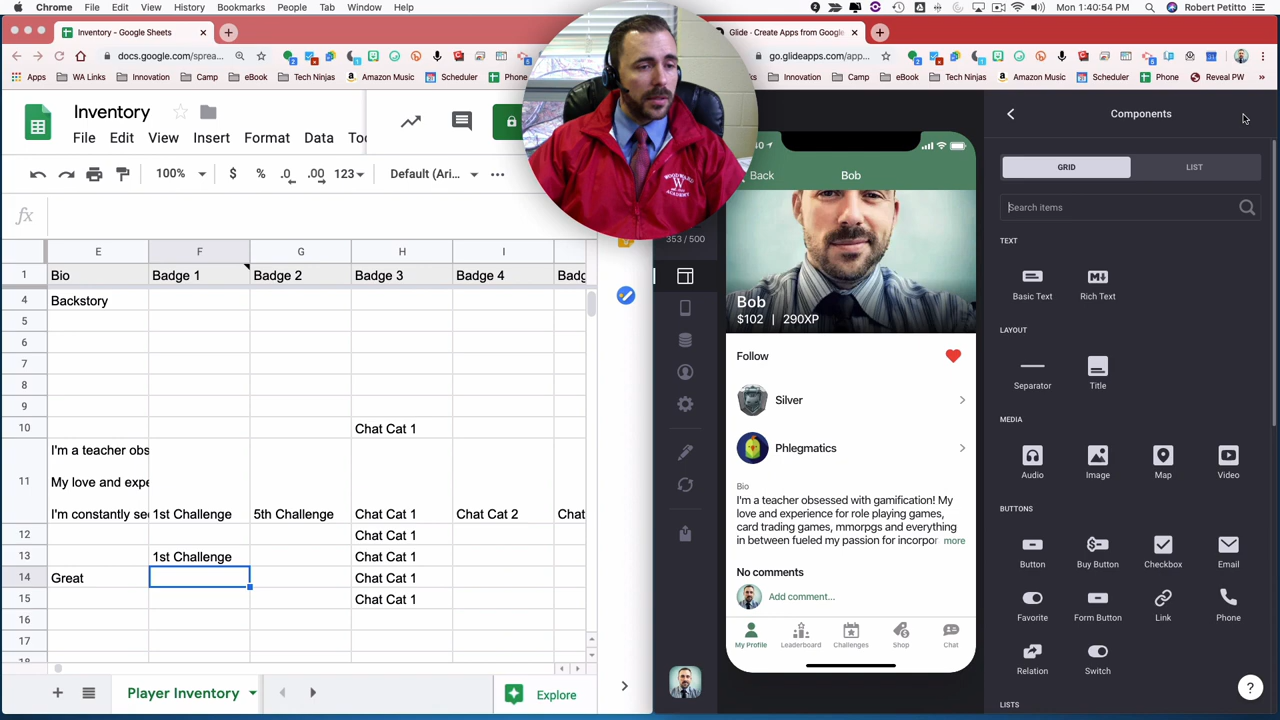 Chrome File Edit View History Bookmarks People Tab Window Help
Mon 1:40:54 PM Robert Petitto
Inventory - Google Sheets
Glide - Create Apps from Google
docs.google.com/sprea...
go.glideapps.com/app...
Apps UA Links Innovation Camp eBook Tech Ninjas Amazon Music Scheduler Phone
Innovation Camp eBook Tech Ninjas Amazon Music Scheduler Phone Reveal PW
Inventory
File Edit View Insert Format Data Too
100% $ % .0 .00 123 Default (Ari...
fx
E F G H I
1 Bio Badge 1 Badge 2 Badge 3 Badge 4 Badg
4 Backstory
5
6
7
8
9
10 Chat Cat 1
I'm a teacher obs
11 My love and expe
I'm constantly see 1st Challenge 5th Challenge Chat Cat 1 Chat Cat 2 Chat
12 Chat Cat 1
13 1st Challenge Chat Cat 1
14 Great Chat Cat 1
15 Chat Cat 1
16
17
18
Player Inventory
Explore
WOODWARD
W
ACADEMY
353 / 500
Back Bob
Bob
$102 | 290XP
Follow
Silver
Phlegmatics
Bio
I'm a teacher obsessed with gamification! My
love and experience for role playing games,
card trading games, mmorpgs and everything
in between fueled my passion for incorpor more
No comments
Add comment...
My Profile Leaderboard Challenges Shop Chat
Components
GRID LIST
Search items
TEXT
Basic Text Rich Text
LAYOUT
Separator Title
MEDIA
Audio Image Map Video
BUTTONS
Button Buy Button Checkbox Email
Favorite Form Button Link Phone
Relation Switch
LISTS
?